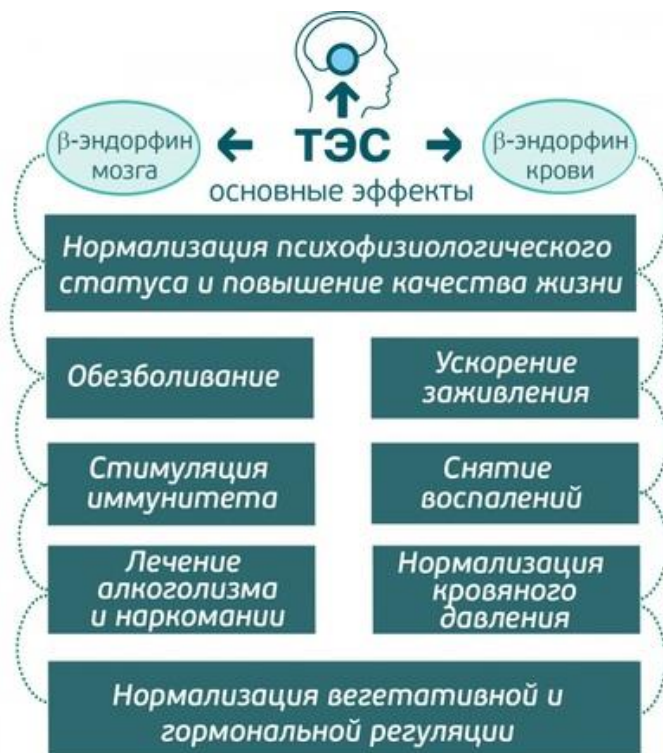 β-эндорфин
мозга
ТЭС
β-эндорфин
крови
основные эффекты
Нормализация психофизиологического
статуса и повышение качества жизни
Обезболивание
Ускорение
заживления
Стимуляция
иммунитета
Снятие
воспалений
Лечение
алкоголизма
и наркомании
Нормализация
кровяного
давления
Нормализация вегетативной и
гормональной регуляции